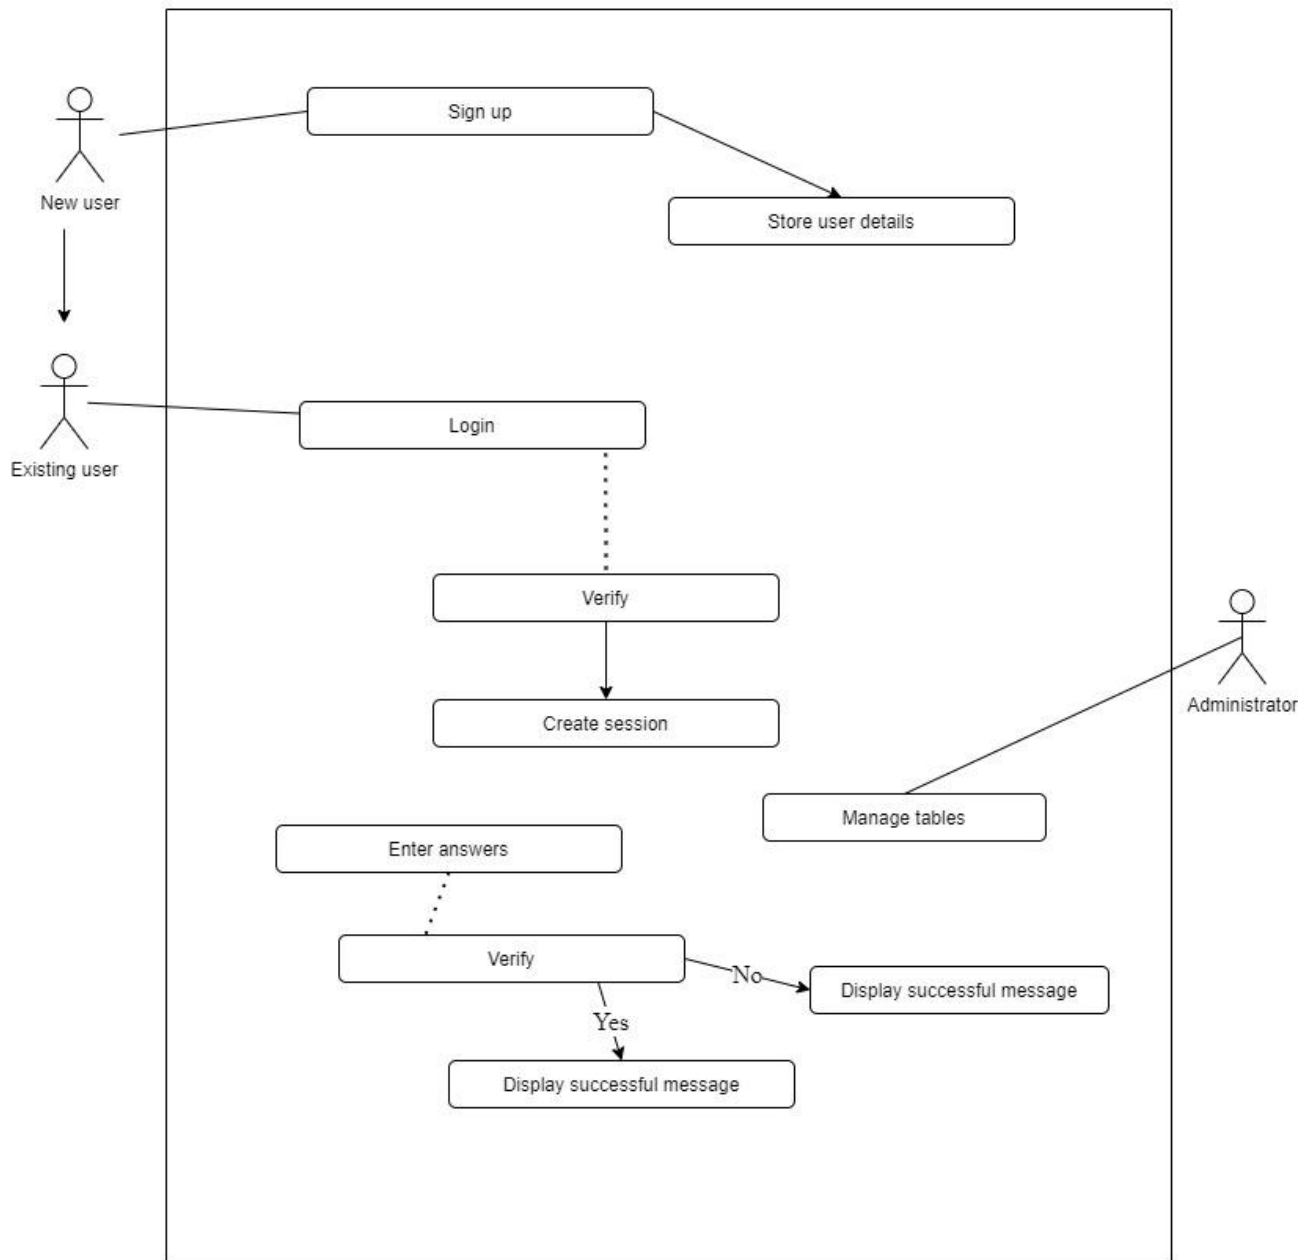 Sign up
New user
Store user details
Login
Existing user
Verify
Administrator
Create session
Manage tables
Enter answers
Verify
No
Display successful message
Yes
Display successful message